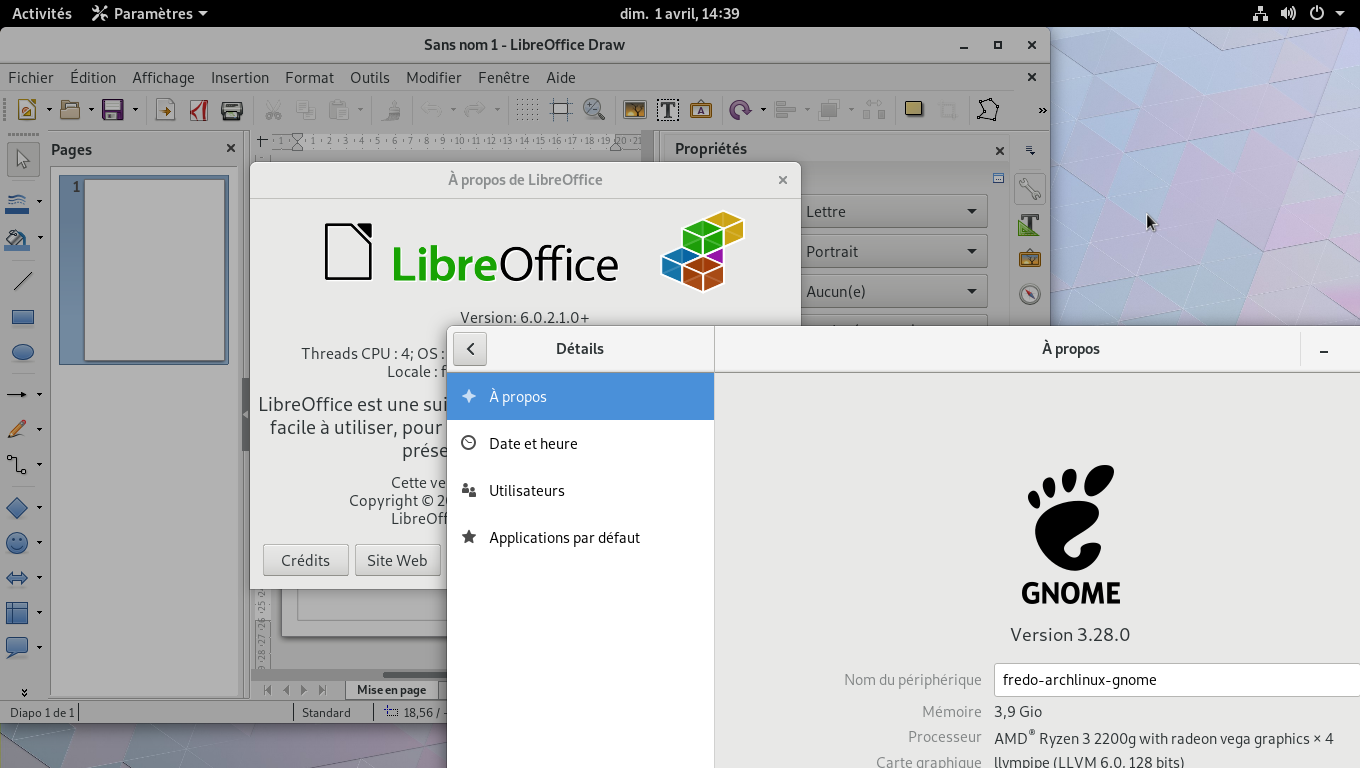 Activités
Paramètres
dim. 1 avril, 14:39
Sans nom 1 - LibreOffice Draw
Fichier Édition Affichage Insertion Format Outils Modifier Fenêtre Aide
Pages
1
Propriétés
Lettre
Portrait
Aucun(e)
À propos de LibreOffice
LibreOffice
Version: 6.0.2.1.0+
Threads CPU : 4; OS :
Locale :
LibreOffice est une
facile à utiliser, pour
Cette
Copyright ©
Crédits
Site Web
Détails
À propos
À propos
Date et heure
Utilisateurs
Applications par défaut
GNOME
Version 3.28.0
Nom du périphérique fredo-archlinux-gnome
Mémoire 3,9 Gio
Processeur AMD® Ryzen 3 2200g with radeon vega graphics × 4
Carte graphique llvmpipe (LLVM 6.0, 128 bits)
Mise en page
Diapo 1 de 1
Standard
18,56 /